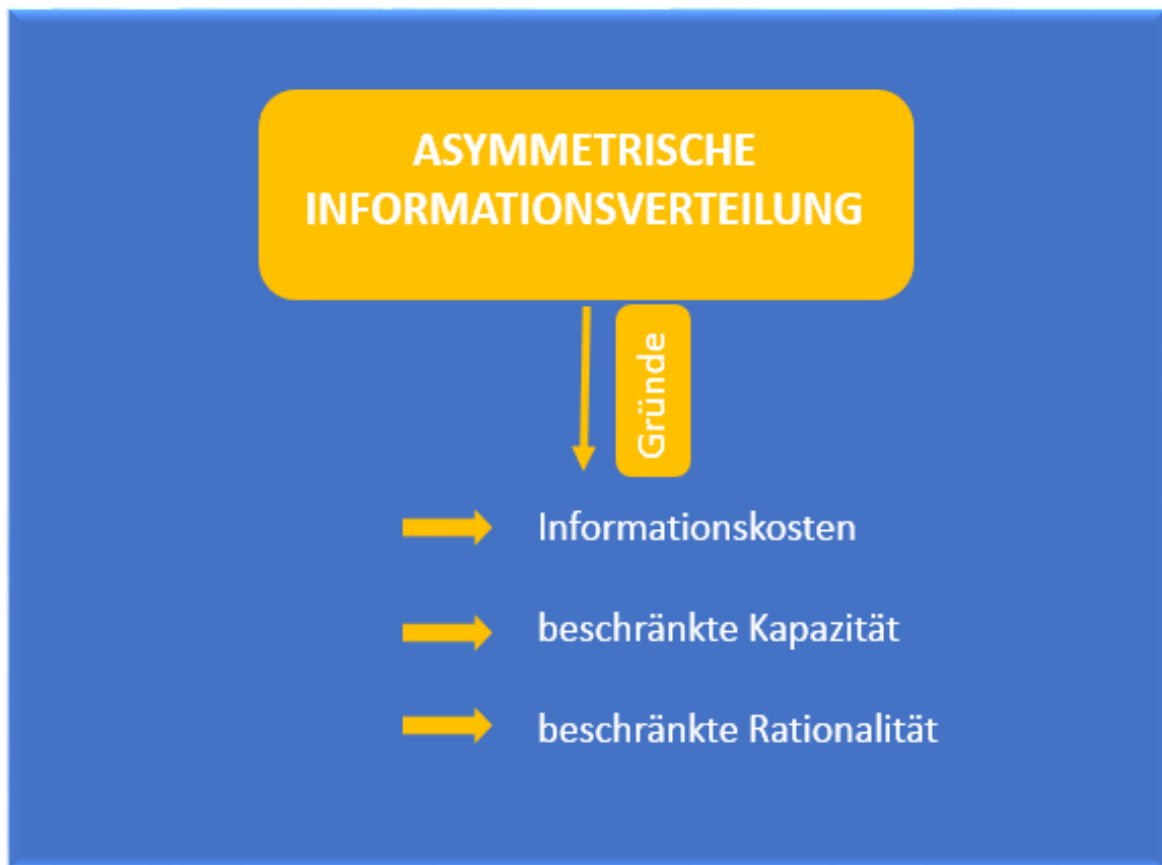 ASYMMETRISCHE
INFORMATIONSVERTEILUNG
Gründe
Informationskosten
beschränkte Kapazität
beschränkte Rationalität